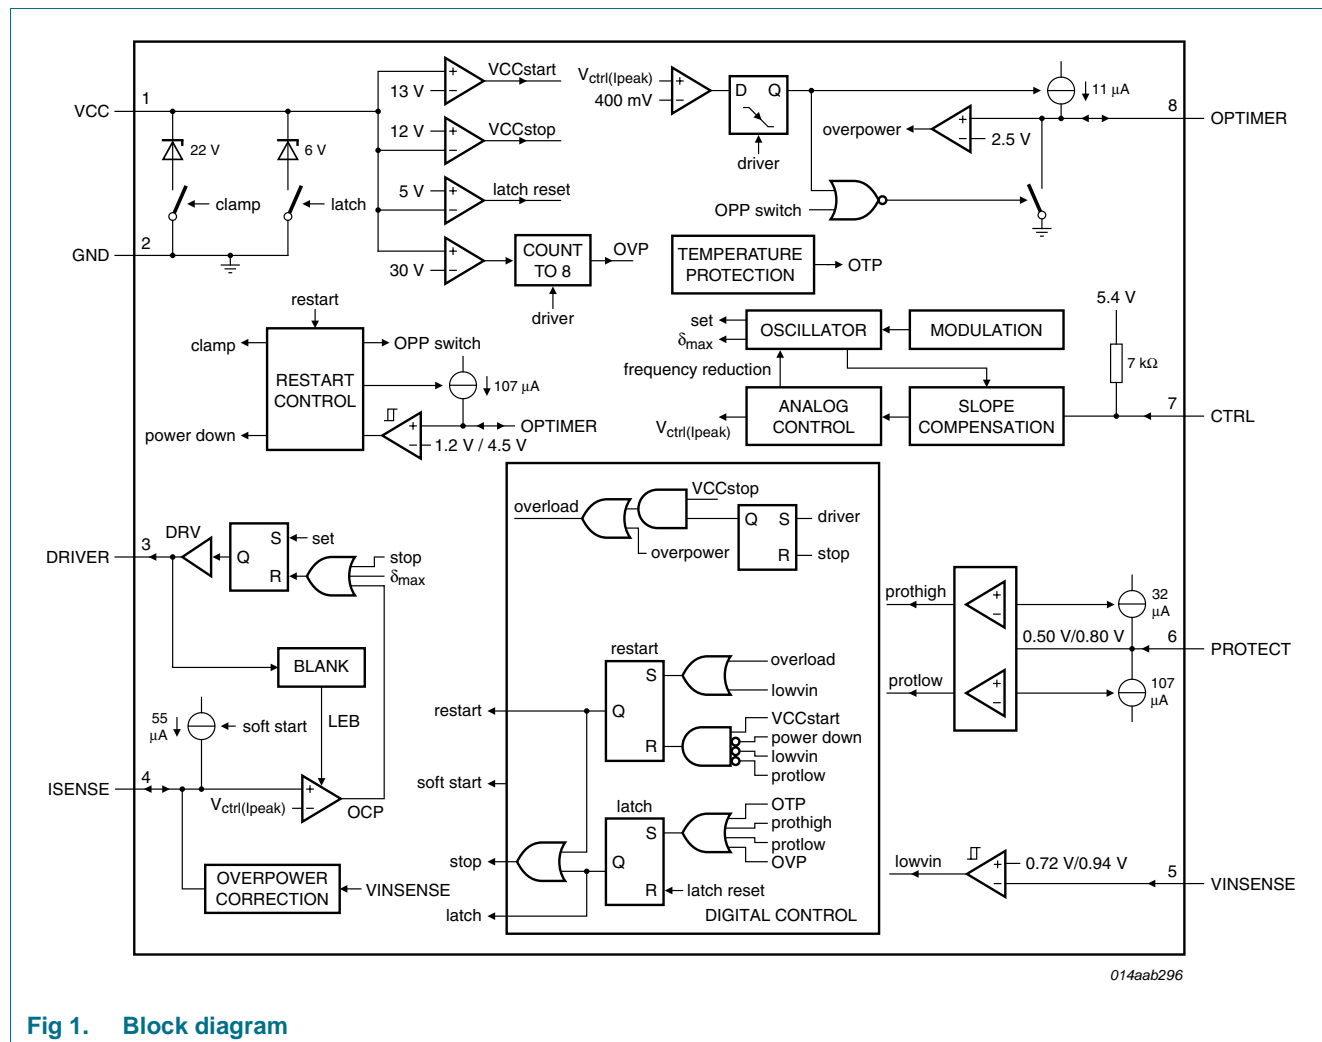 VCC
1
22 V
clamp
6 V
latch
GND
2
13 V
VCCstart
12 V
VCCstop
5 V
latch reset
30 V
COUNT
TO 8
OVP
driver
Vctrl(Ipeak)
400 mV
D Q
driver
11 μA
8
OPTIMER
overpower
2.5 V
OPP switch
TEMPERATURE
PROTECTION
OTP
restart
clamp
RESTART
CONTROL
OPP switch
107 μA
power down
OPTIMER
1.2 V / 4.5 V
set
δmax
OSCILLATOR
MODULATION
frequency reduction
5.4 V
7 kΩ
Vctrl(Ipeak)
ANALOG
CONTROL
SLOPE
COMPENSATION
7
CTRL
overload
VCCstop
overpower
Q
S
R
driver
stop
DRIVER
3
DRV
Q
S
R
set
stop
δmax
BLANK
LEB
55
μA
soft start
ISENSE
4
Vctrl(Ipeak)
OCP
OVERPOWER
CORRECTION
VINSENSE
restart
S
Q
R
overload
lowvin
VCCstart
power down
lowvin
protlow
restart
soft start
latch
S
Q
R
OTP
prothigh
protlow
OVP
latch reset
stop
latch
DIGITAL CONTROL
prothigh
protlow
32
μA
0.50 V/0.80 V
6
PROTECT
107
μA
lowvin
0.72 V/0.94 V
5
VINSENSE
014aab296
Fig 1. Block diagram